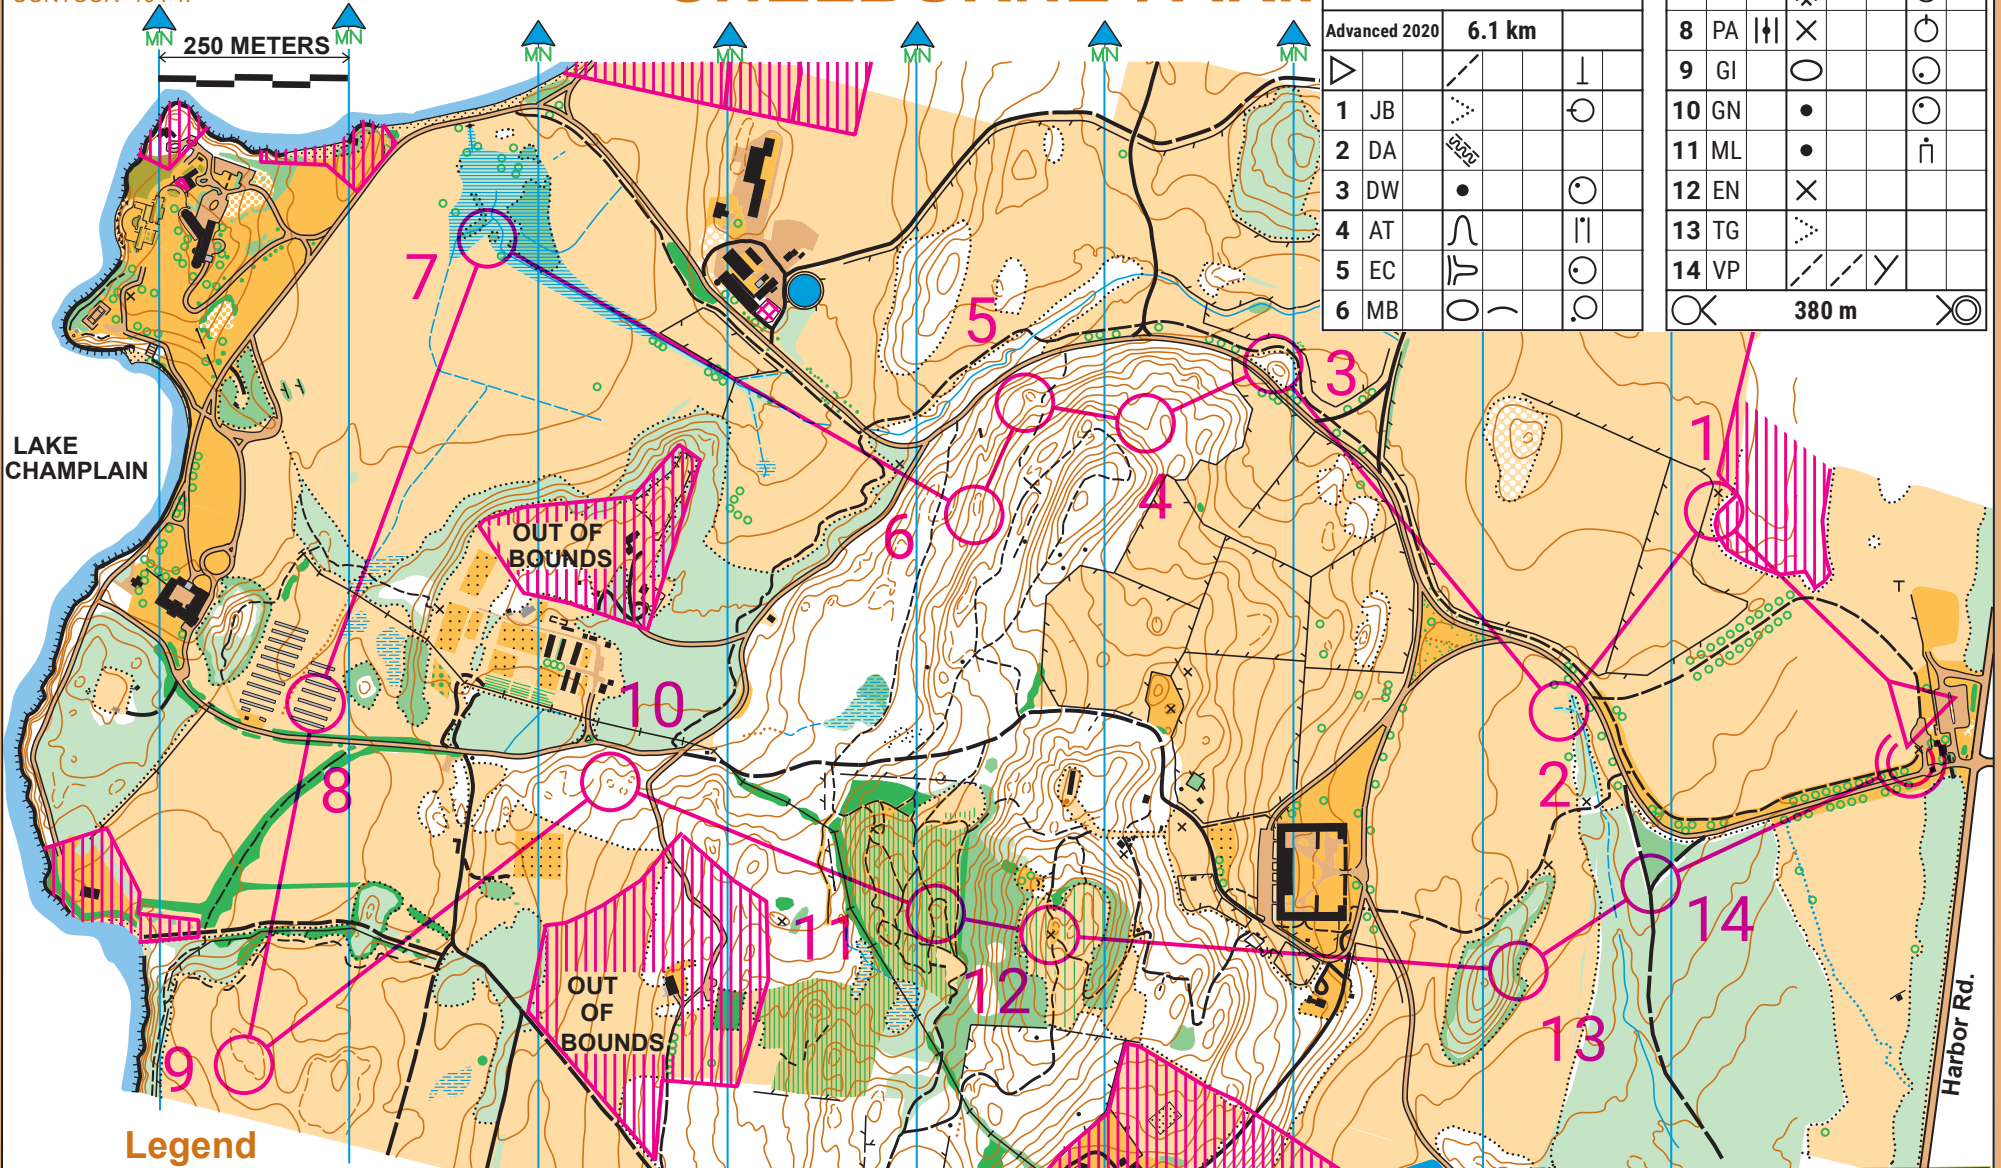 250 METERS
MN MN MN MN MN MN MN
Advanced 2020 6.1 km
1 JB
2 DA
3 DW
4 AT
5 EC
6 MB
8 PA
9 GI
10 GN
11 ML
12 EN
13 TG
14 VP
380 m
7
5
3
1
LAKE
CHAMPLAIN
4
6
OUT OF
BOUNDS
10
8
2
11
14
12
OUT
OF
BOUNDS
13
9
Harbor Rd.
Legend